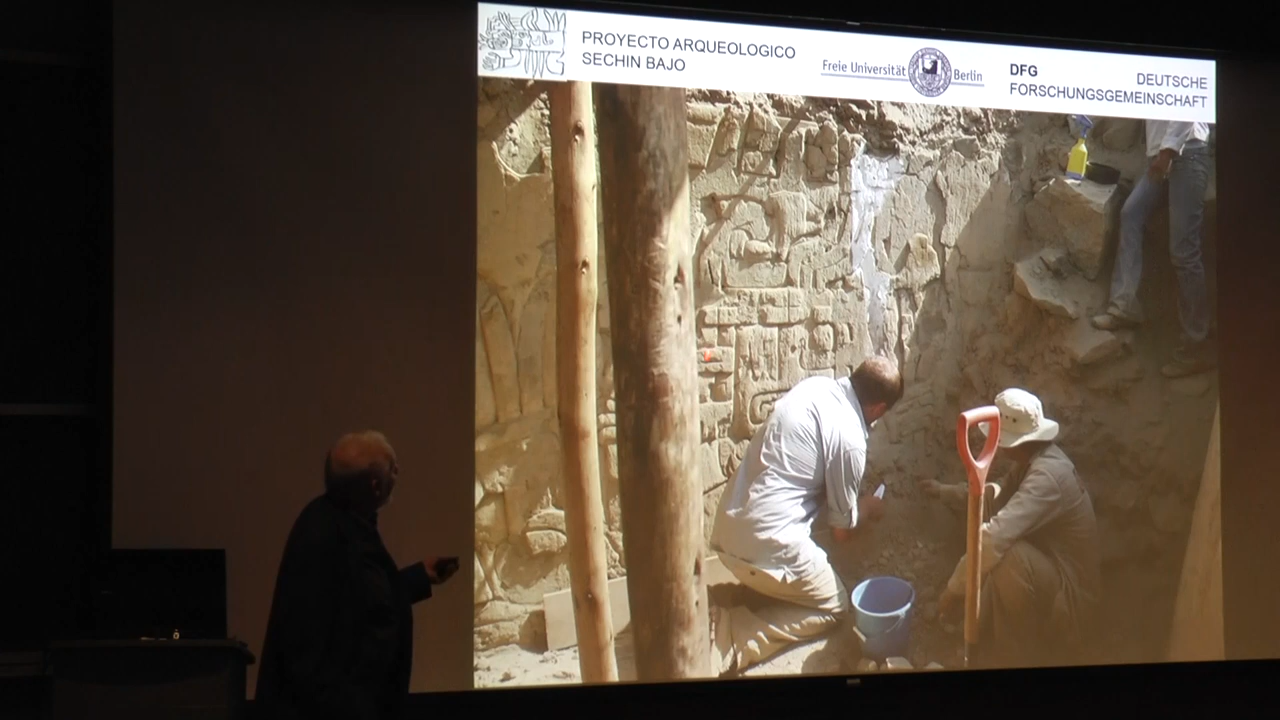 PROYECTO ARQUEOLOGICO
SECHIN BAJO
Freie Universität Berlin
DFG DEUTSCHE
FORSCHUNGSGEMEINSCHAFT